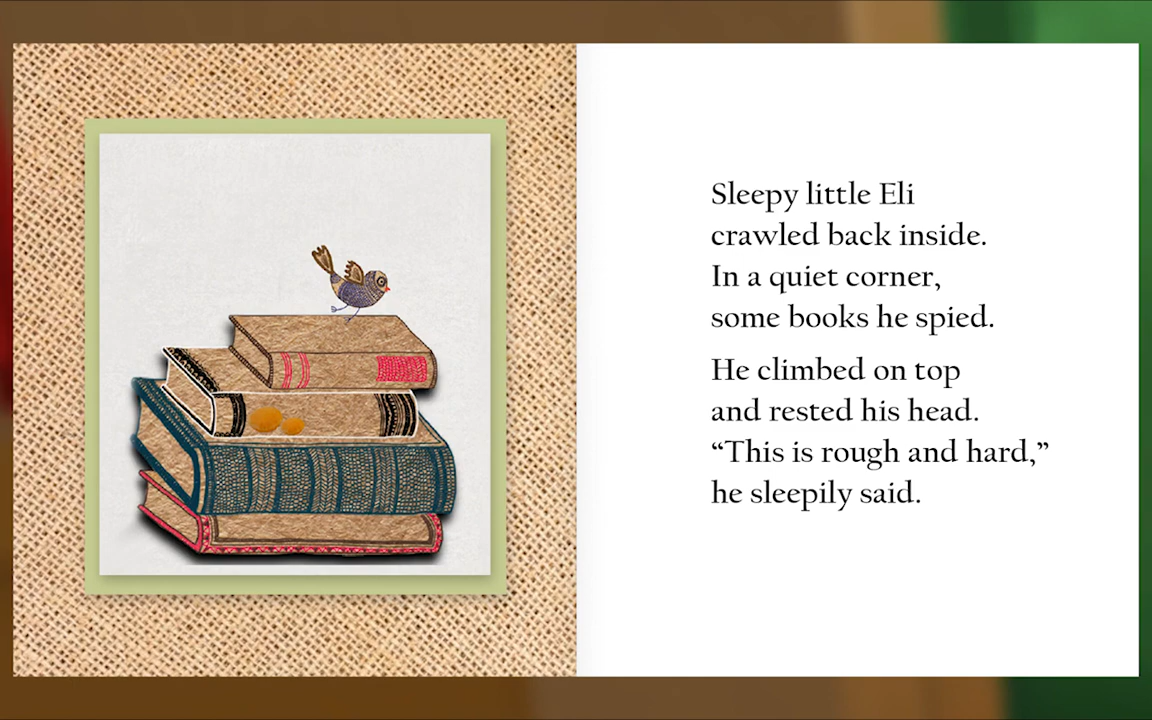 Sleepy little Eli
crawled back inside.
In a quiet corner,
some books he spied.
He climbed on top
and rested his head.
“This is rough and hard,”
he sleepily said.